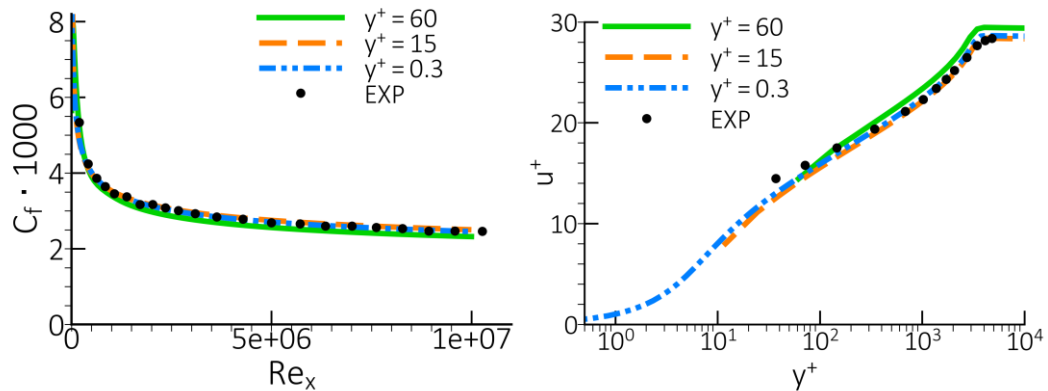 8
6
4
2
0
C_f · 1000
y⁺ = 60
y⁺ = 15
y⁺ = 0.3
EXP
0
5e+06
1e+07
Re_x
30
20
10
0
u⁺
y⁺ = 60
y⁺ = 15
y⁺ = 0.3
EXP
10⁰
10¹
10²
10³
10⁴
y⁺